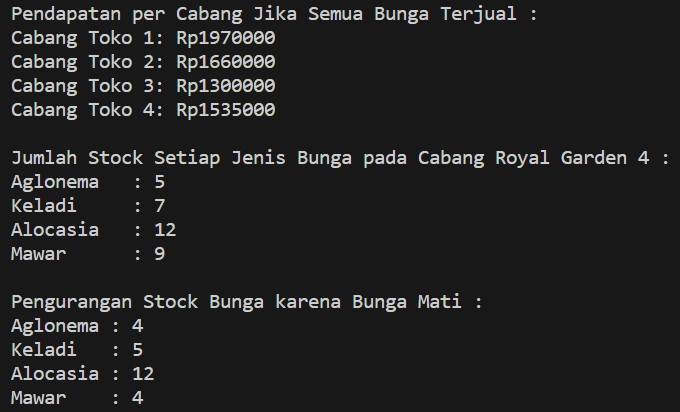 Pendapatan per Cabang Jika Semua Bunga Terjual :
Cabang Toko 1: Rp1970000
Cabang Toko 2: Rp1660000
Cabang Toko 3: Rp1300000
Cabang Toko 4: Rp1535000

Jumlah Stock Setiap Jenis Bunga pada Cabang Royal Garden 4 :
Aglonema   : 5
Keladi     : 7
Alocasia   : 12
Mawar      : 9

Pengurangan Stock Bunga karena Bunga Mati :
Aglonema : 4
Keladi   : 5
Alocasia : 12
Mawar    : 4